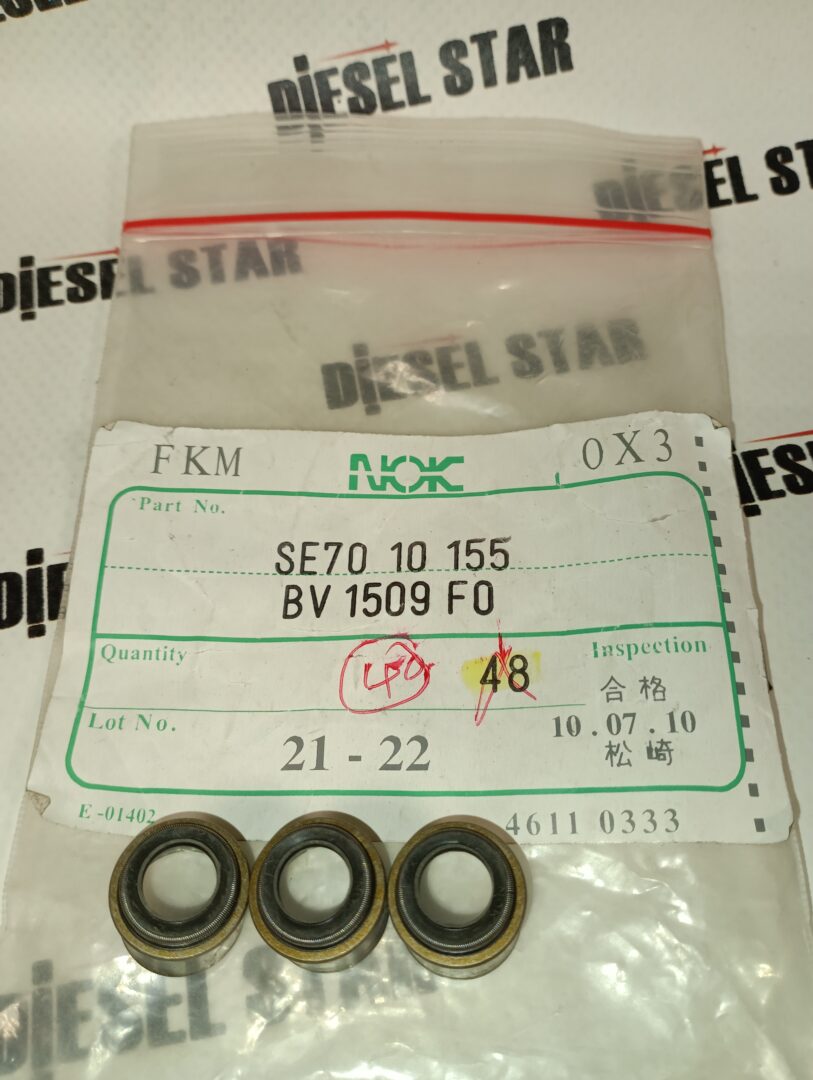 DIESEL STAR
DIESEL ST
DIESEL STAR
DIESEL STAR
FKM NOK 0X3
Part No.
SE70 10 155
BV 1509 F0
Quantity 40 48 Inspection
合格
Lot No. 21 - 22 10.07.10
松崎
E-01402 4611 0333
DIESEL STAR